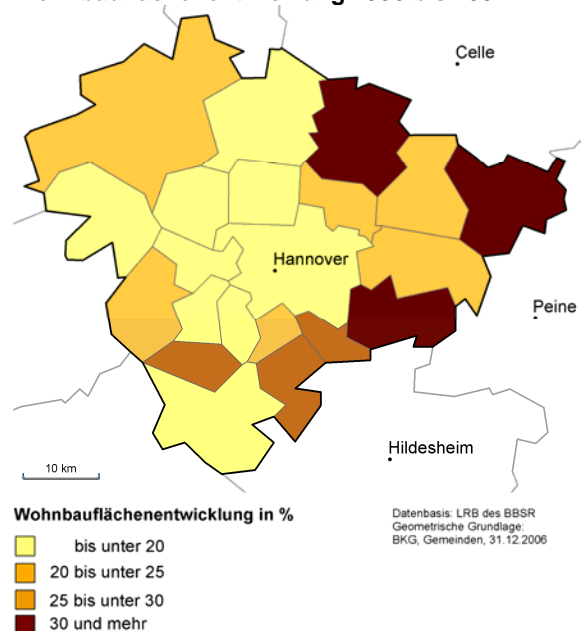 Celle
Hannover
Peine
Hildesheim
10 km
Wohnbauflächenentwicklung in %
bis unter 20
20 bis unter 25
25 bis unter 30
30 und mehr
Datenbasis: LRB des BBSR
Geometrische Grundlage:
BKG, Gemeinden, 31.12.2006